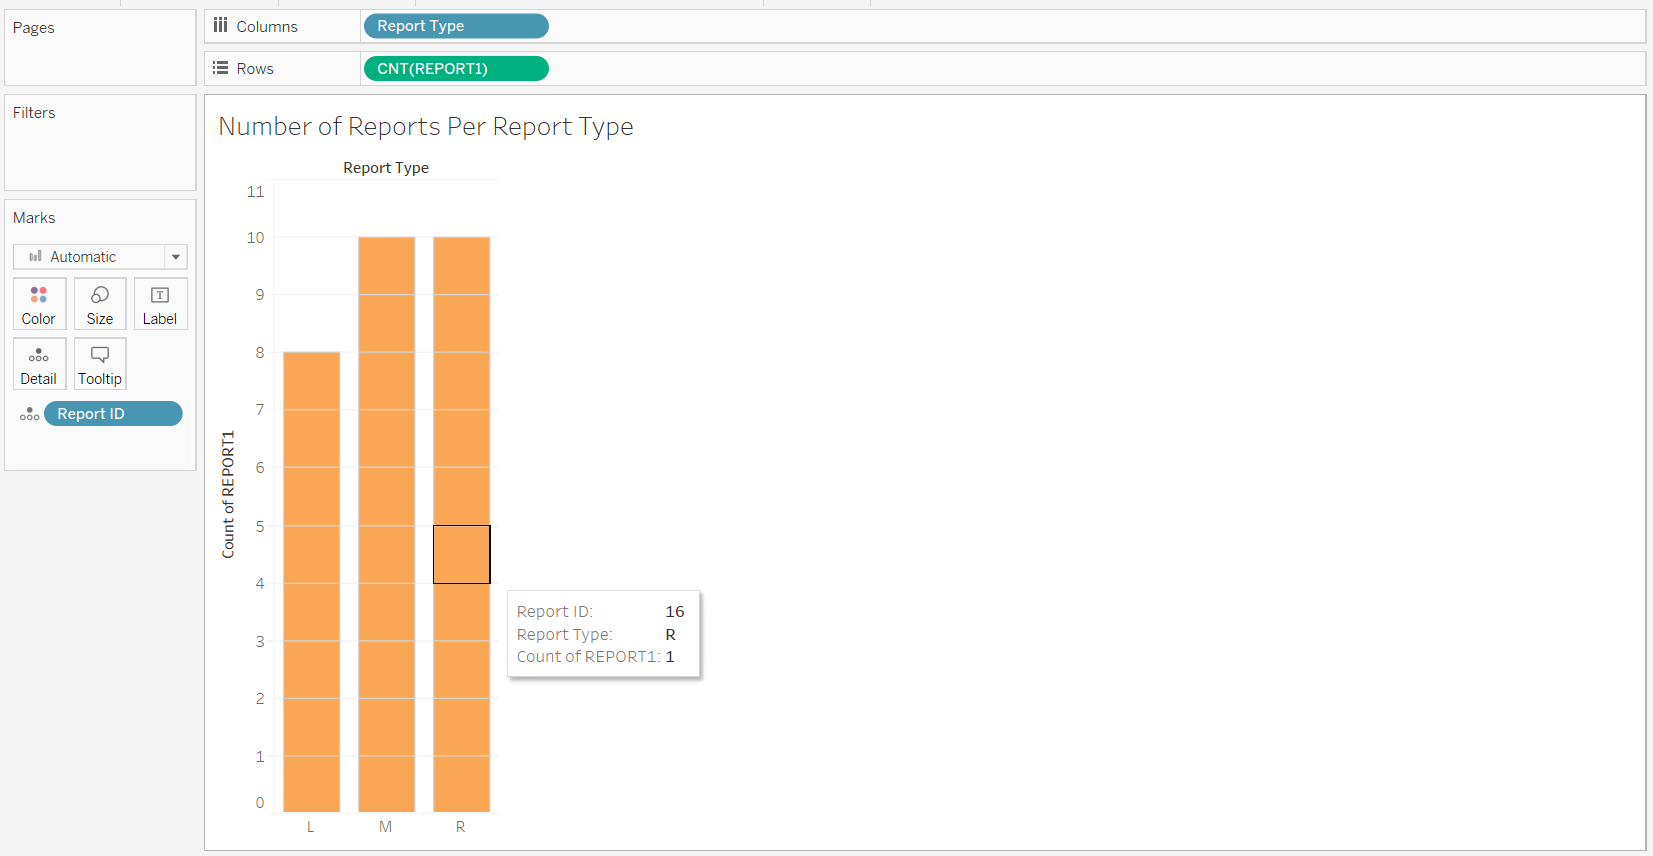 Pages
Columns
Report Type
Rows
CNT(REPORT1)
Filters
Marks
Automatic
Color
Size
T
Label
Detail
Tooltip
Report ID
Number of Reports Per Report Type
Report Type
Count of REPORT1
11
10
9
8
7
6
5
4
3
2
1
0
L M R
Report ID: 16
Report Type: R
Count of REPORT1: 1